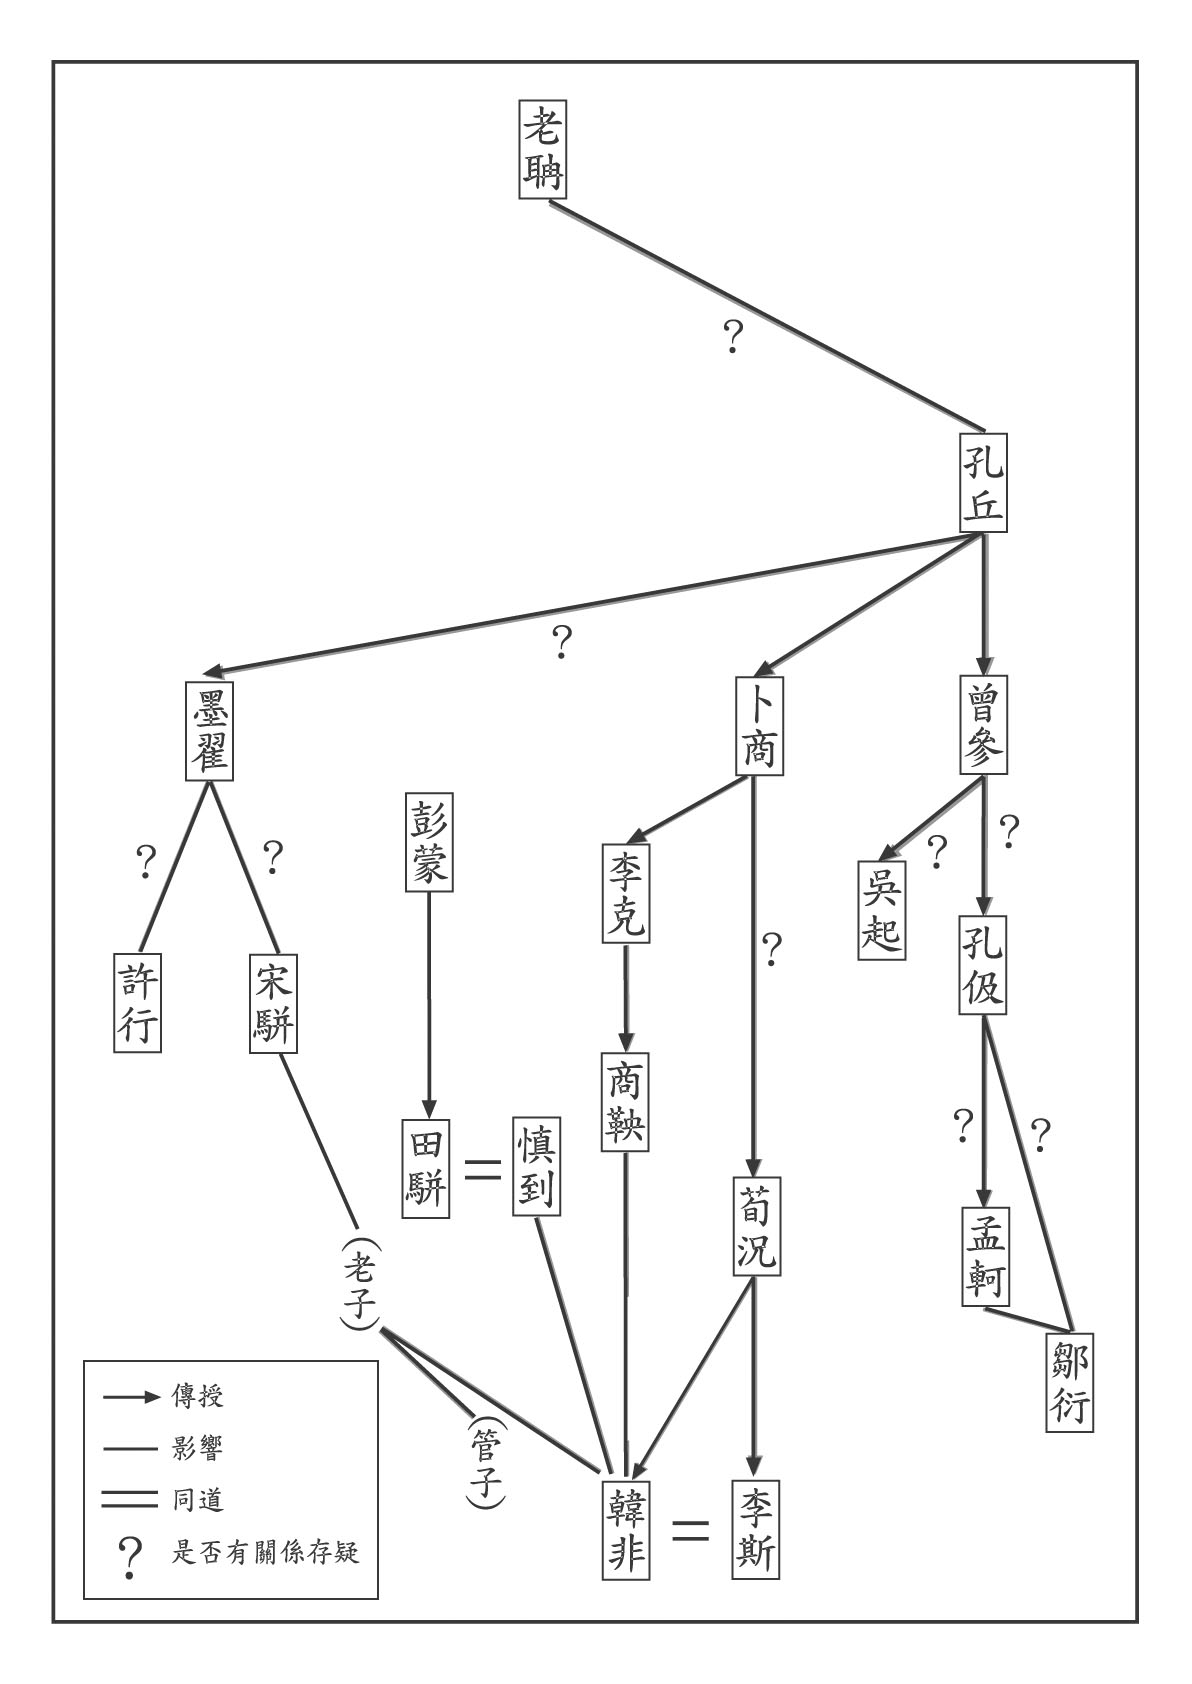 老聃
?
孔丘
?
墨翟
卜商
曾參
?
?
彭蒙
李克
吳起
?
?
許行
宋駢
?
孔伋
商鞅
田駢
=
慎到
荀況
?
?
孟軻
(老子)
鄒衍
(管子)
韓非
=
李斯
傳授
影響
同道
? 是否有關係存疑